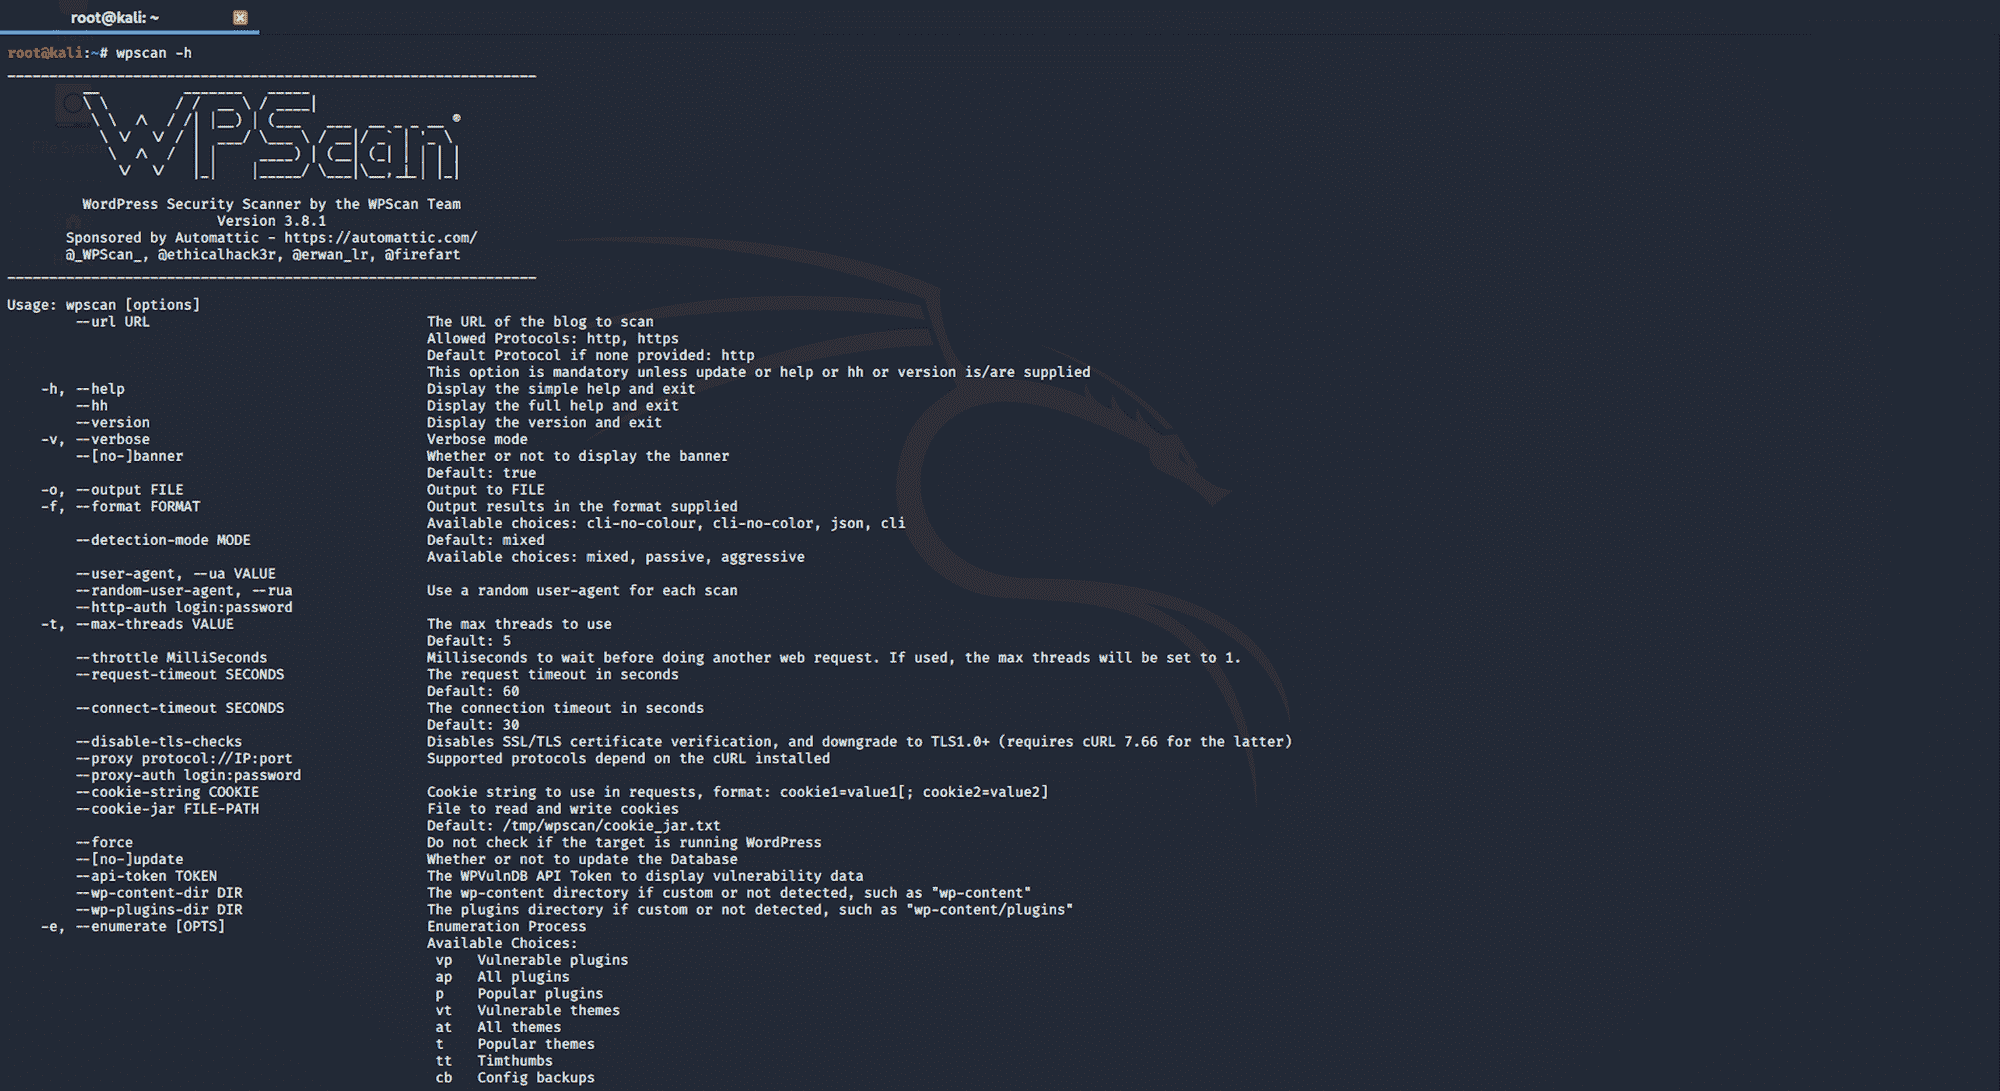 root@kali: ~
root@kali:~# wpscan -h
WPScan ®
WordPress Security Scanner by the WPScan Team
Version 3.8.1
Sponsored by Automattic - https://automattic.com/
@_WPScan_, @ethicalhack3r, @erwan_lr, @firefart
Usage: wpscan [options]
--url URL The URL of the blog to scan
Allowed Protocols: http, https
Default Protocol if none provided: http
This option is mandatory unless update or help or hh or version is/are supplied
-h, --help Display the simple help and exit
--hh Display the full help and exit
--version Display the version and exit
-v, --verbose Verbose mode
--[no-]banner Whether or not to display the banner
Default: true
-o, --output FILE Output to FILE
-f, --format FORMAT Output results in the format supplied
Available choices: cli-no-colour, cli-no-color, json, cli
--detection-mode MODE Default: mixed
Available choices: mixed, passive, aggressive
--user-agent, --ua VALUE
--random-user-agent, --rua Use a random user-agent for each scan
--http-auth login:password
-t, --max-threads VALUE The max threads to use
Default: 5
--throttle MilliSeconds Milliseconds to wait before doing another web request. If used, the max threads will be set to 1.
--request-timeout SECONDS The request timeout in seconds
Default: 60
--connect-timeout SECONDS The connection timeout in seconds
Default: 30
--disable-tls-checks Disables SSL/TLS certificate verification, and downgrade to TLS1.0+ (requires cURL 7.66 for the latter)
--proxy protocol://IP:port Supported protocols depend on the cURL installed
--proxy-auth login:password
--cookie-string COOKIE Cookie string to use in requests, format: cookie1=value1[; cookie2=value2]
--cookie-jar FILE-PATH File to read and write cookies
Default: /tmp/wpscan/cookie_jar.txt
--force Do not check if the target is running WordPress
--[no-]update Whether or not to update the Database
--api-token TOKEN The WPVulnDB API Token to display vulnerability data
--wp-content-dir DIR The wp-content directory if custom or not detected, such as "wp-content"
--wp-plugins-dir DIR The plugins directory if custom or not detected, such as "wp-content/plugins"
-e, --enumerate [OPTS] Enumeration Process
Available Choices:
vp Vulnerable plugins
ap All plugins
p Popular plugins
vt Vulnerable themes
at All themes
t Popular themes
tt Timthumbs
cb Config backups